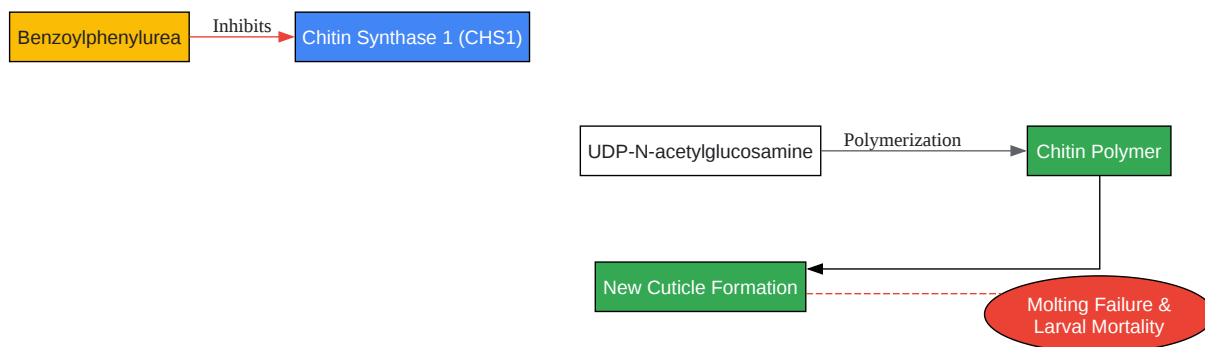 Benzoylphenylurea
Inhibits
Chitin Synthase 1 (CHS1)
UDP-N-acetylglucosamine
Polymerization
Chitin Polymer
New Cuticle Formation
Molting Failure &
Larval Mortality